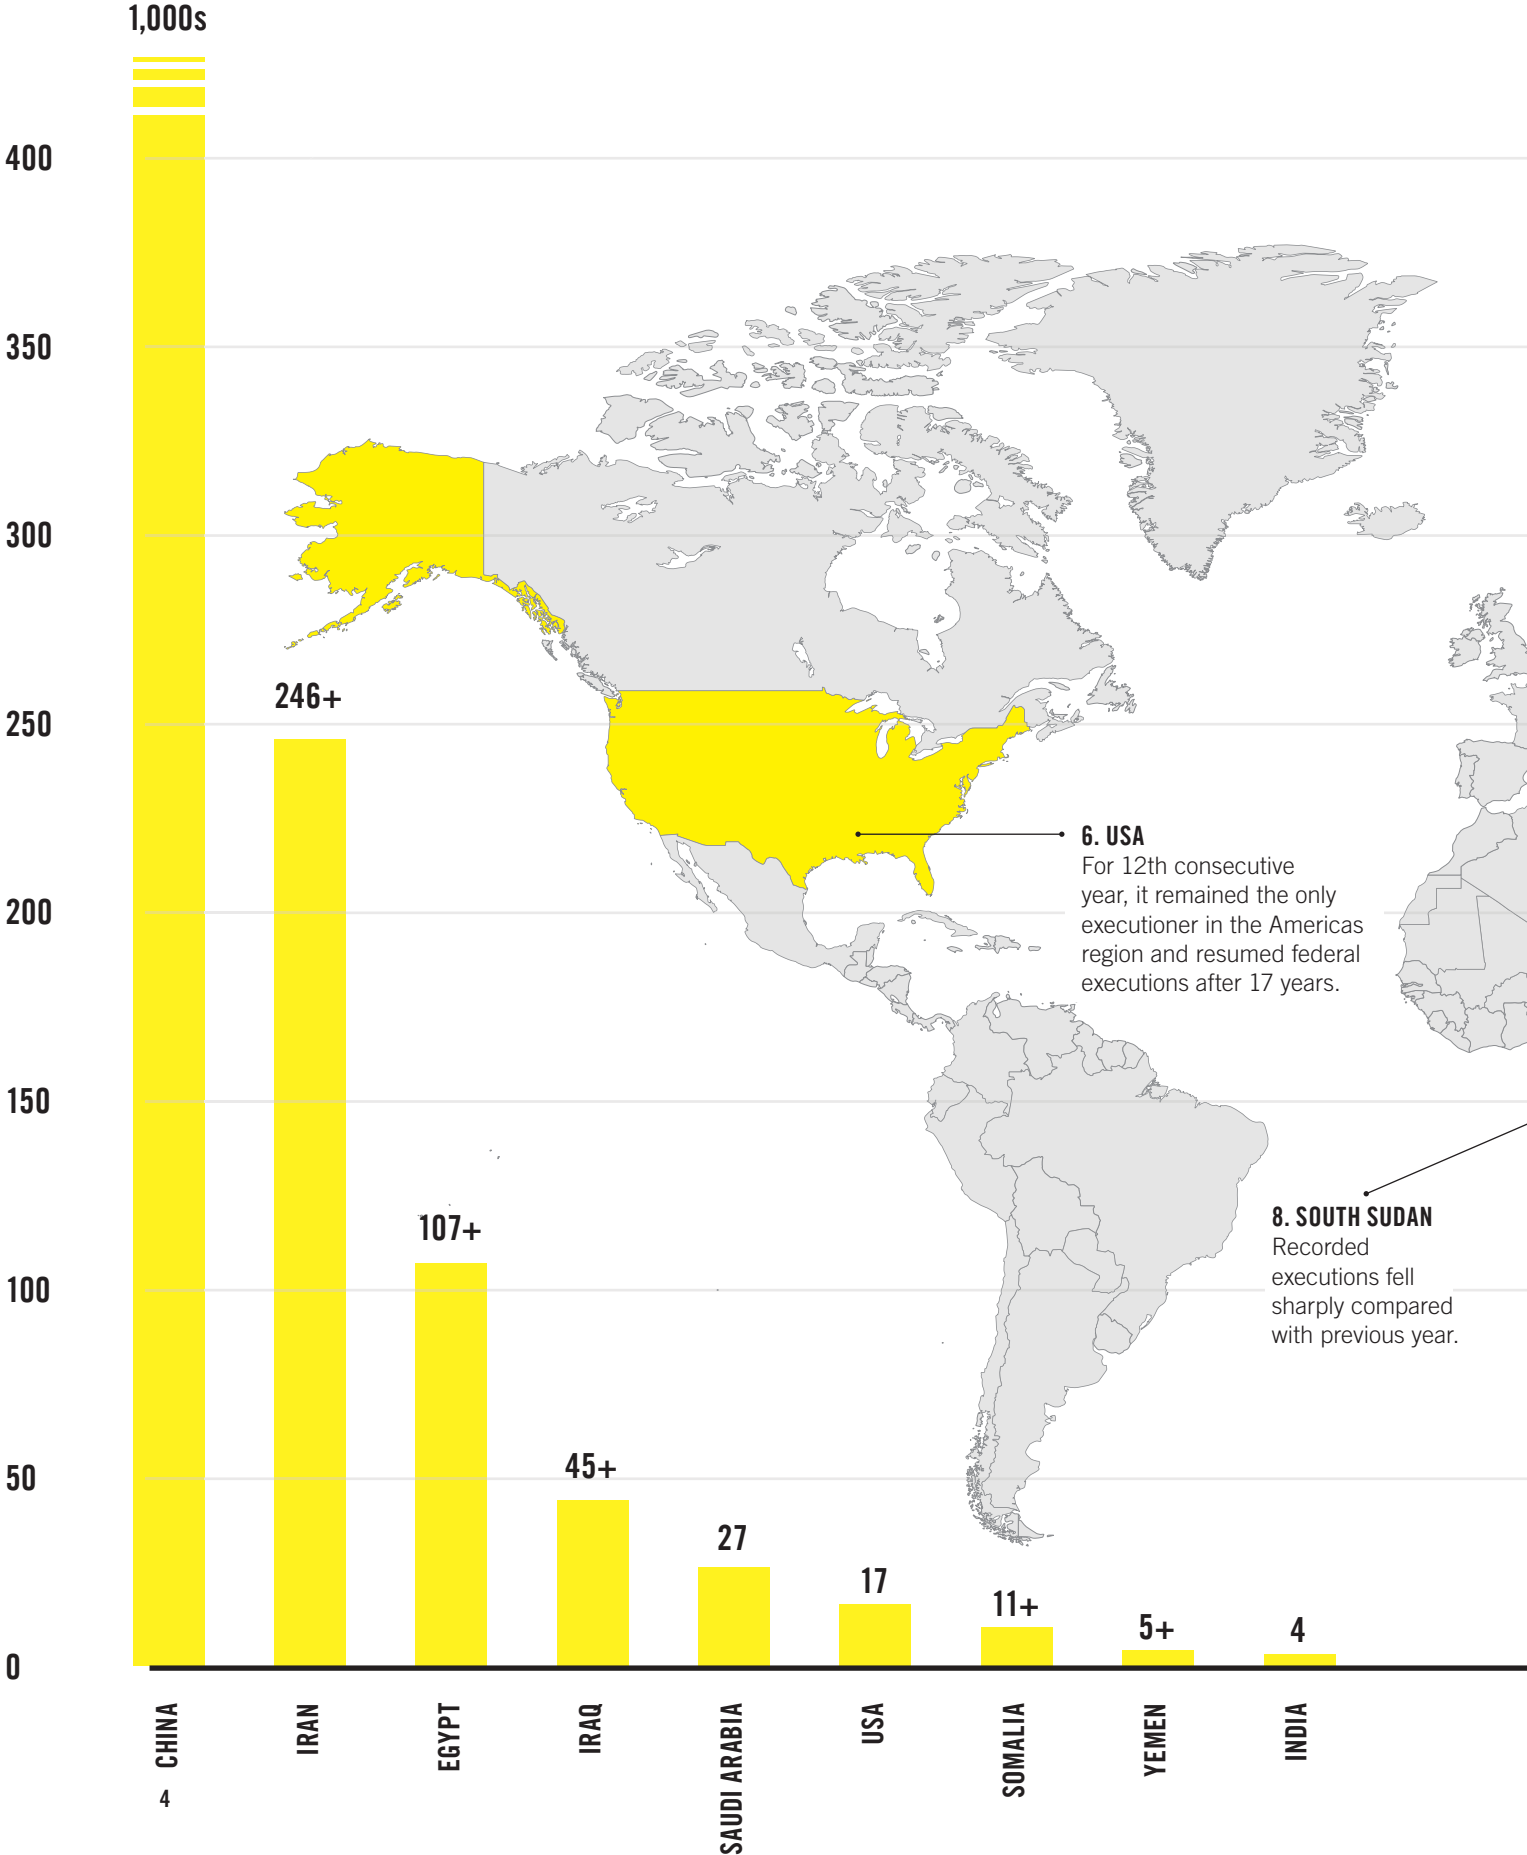 1,000s
400
350
300
250
200
150
100
50
0
246+
107+
45+
27
17
11+
5+
4
6. USA
For 12th consecutive
year, it remained the only
executioner in the Americas
region and resumed federal
executions after 17 years.
8. SOUTH SUDAN
Recorded
executions fell
sharply compared
with previous year.
CHINA
IRAN
EGYPT
IRAQ
SAUDI ARABIA
USA
SOMALIA
YEMEN
INDIA
4